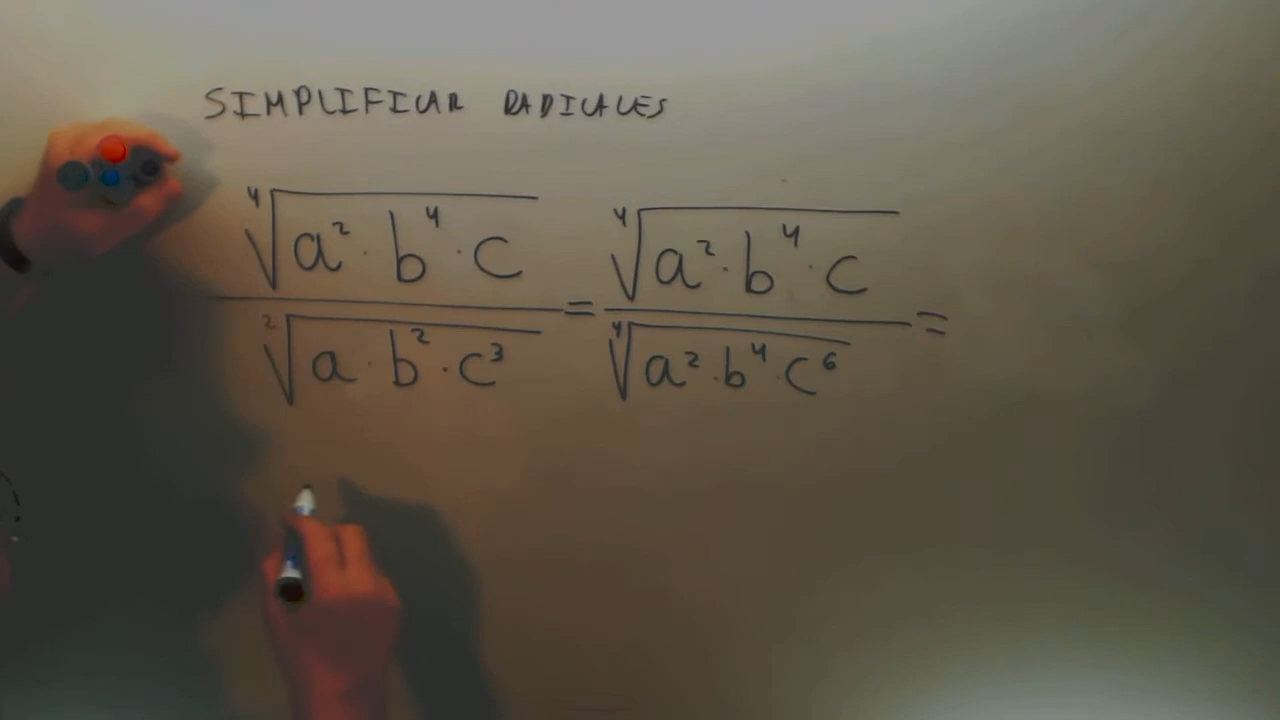 SIMPLIFICAR RADICALES
⁴√(a² · b⁴ · c) / ²√(a · b² · c³) = ⁴√(a² · b⁴ · c) / ⁴√(a² · b⁴ · c⁶) =